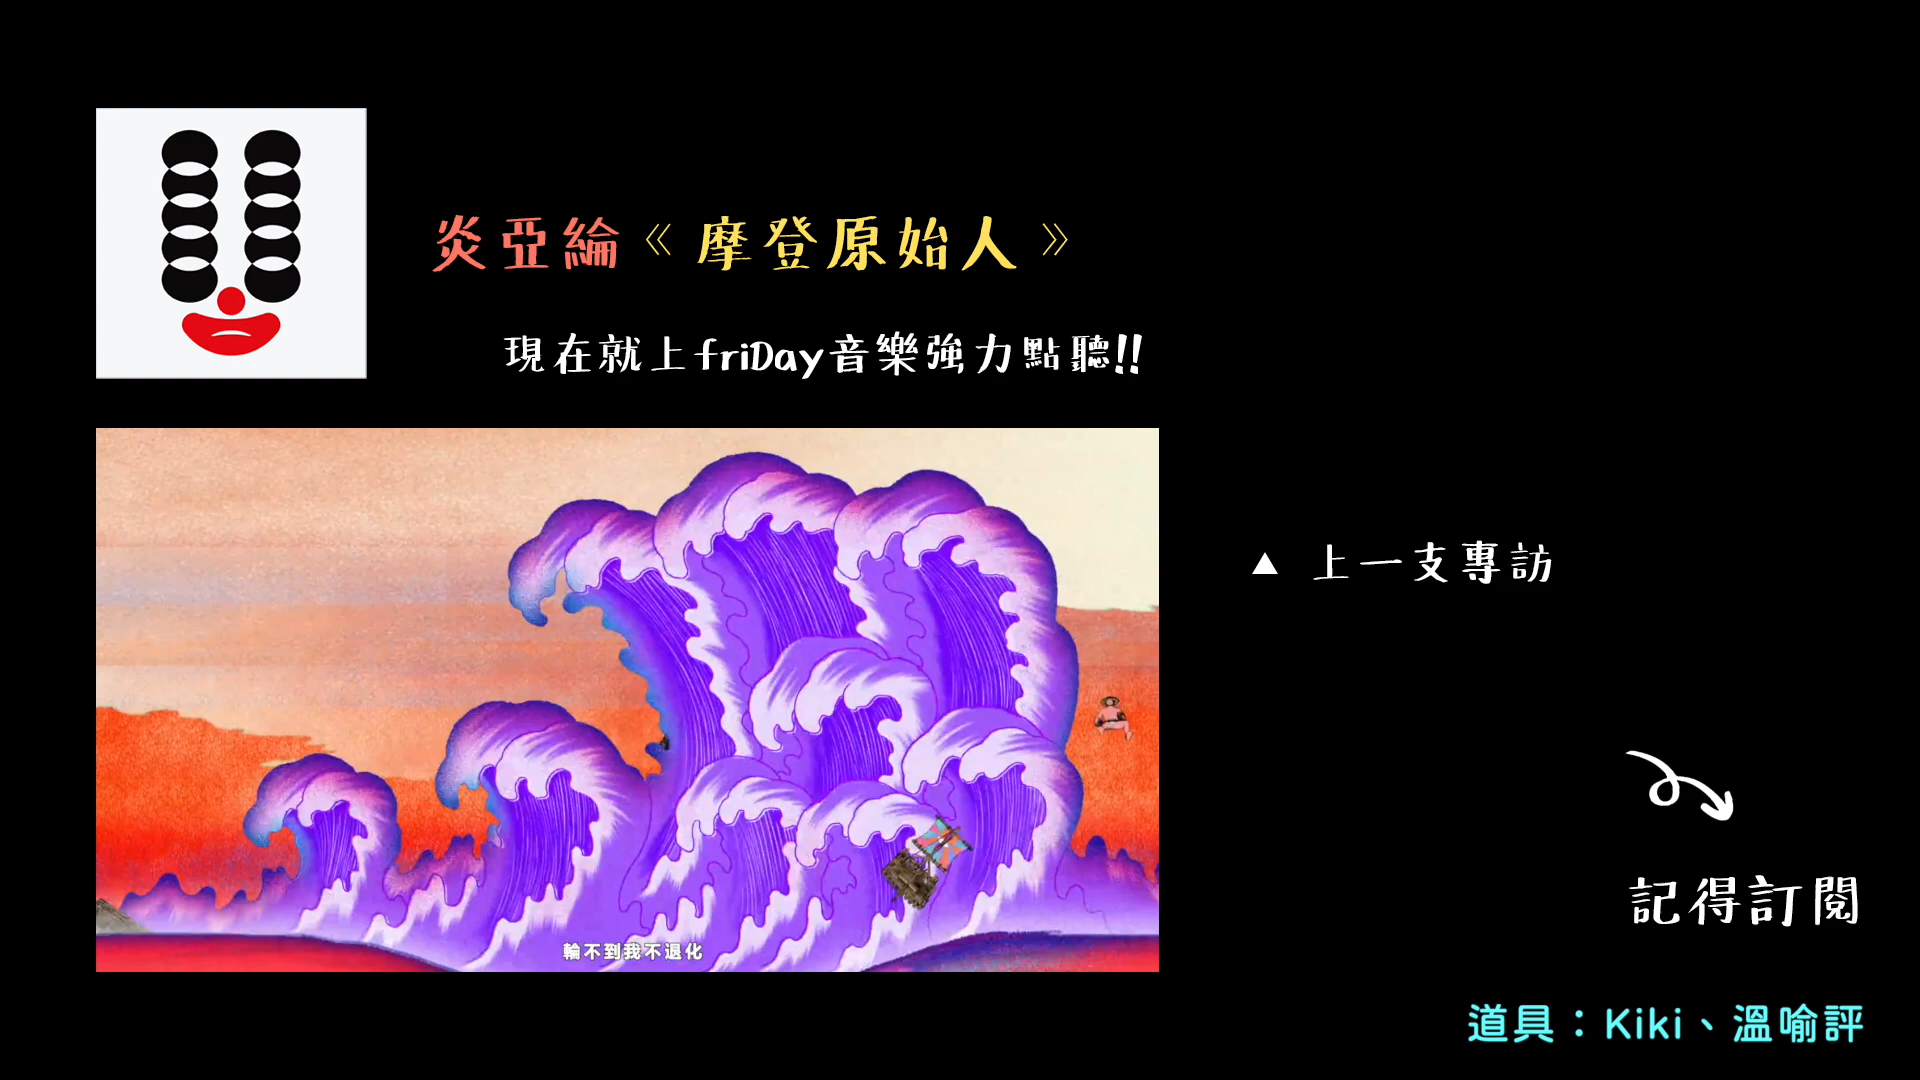 炎亞綸《摩登原始人》
現在就上friDay音樂強力點聽!!
▲ 上一支專訪
輪不到我不退化
記得訂閱
道具：Kiki、溫喻評